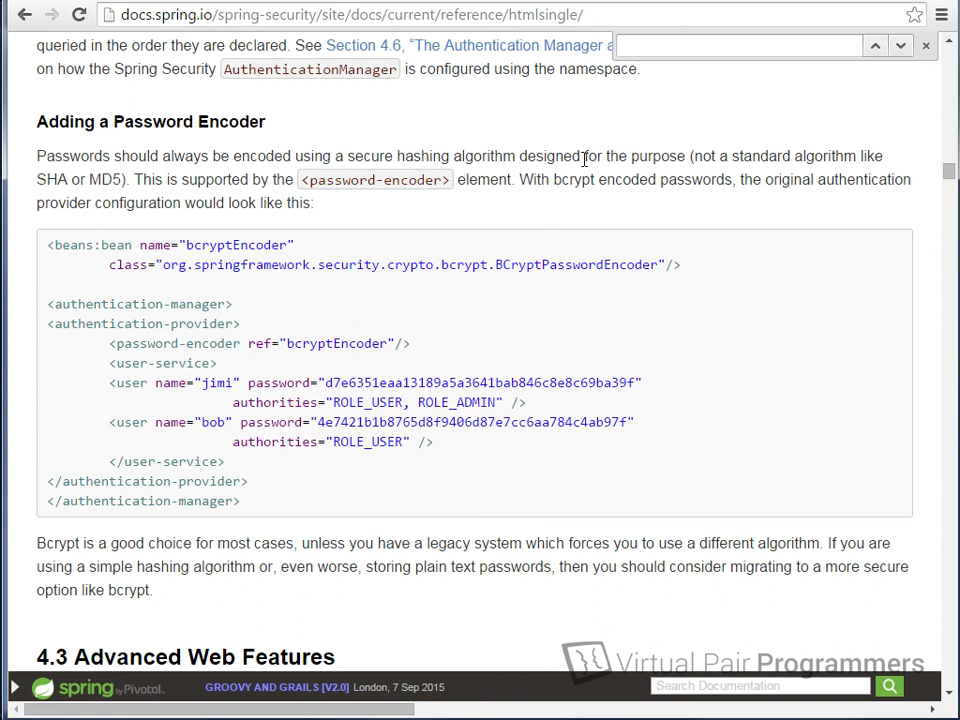 docs.spring.io/spring-security/site/docs/current/reference/htmlsingle/
queried in the order they are declared. See Section 4.6, “The Authentication Manager a
on how the Spring Security AuthenticationManager is configured using the namespace.
Adding a Password Encoder
Passwords should always be encoded using a secure hashing algorithm designed for the purpose (not a standard algorithm like
SHA or MD5). This is supported by the <password-encoder> element. With bcrypt encoded passwords, the original authentication
provider configuration would look like this:
<beans:bean name="bcryptEncoder"
class="org.springframework.security.crypto.bcrypt.BCryptPasswordEncoder"/>
<authentication-manager>
<authentication-provider>
<password-encoder ref="bcryptEncoder"/>
<user-service>
<user name="jimi" password="d7e6351eaa13189a5a3641bab846c8e8c69ba39f"
authorities="ROLE_USER, ROLE_ADMIN" />
<user name="bob" password="4e7421b1b8765d8f9406d87e7cc6aa784c4ab97f"
authorities="ROLE_USER" />
</user-service>
</authentication-provider>
</authentication-manager>
Bcrypt is a good choice for most cases, unless you have a legacy system which forces you to use a different algorithm. If you are
using a simple hashing algorithm or, even worse, storing plain text passwords, then you should consider migrating to a more secure
option like bcrypt.
4.3 Advanced Web Features
Virtual Pair Programmers
spring by Pivotal. GROOVY AND GRAILS [V2.0] London, 7 Sep 2015 Search Documentation